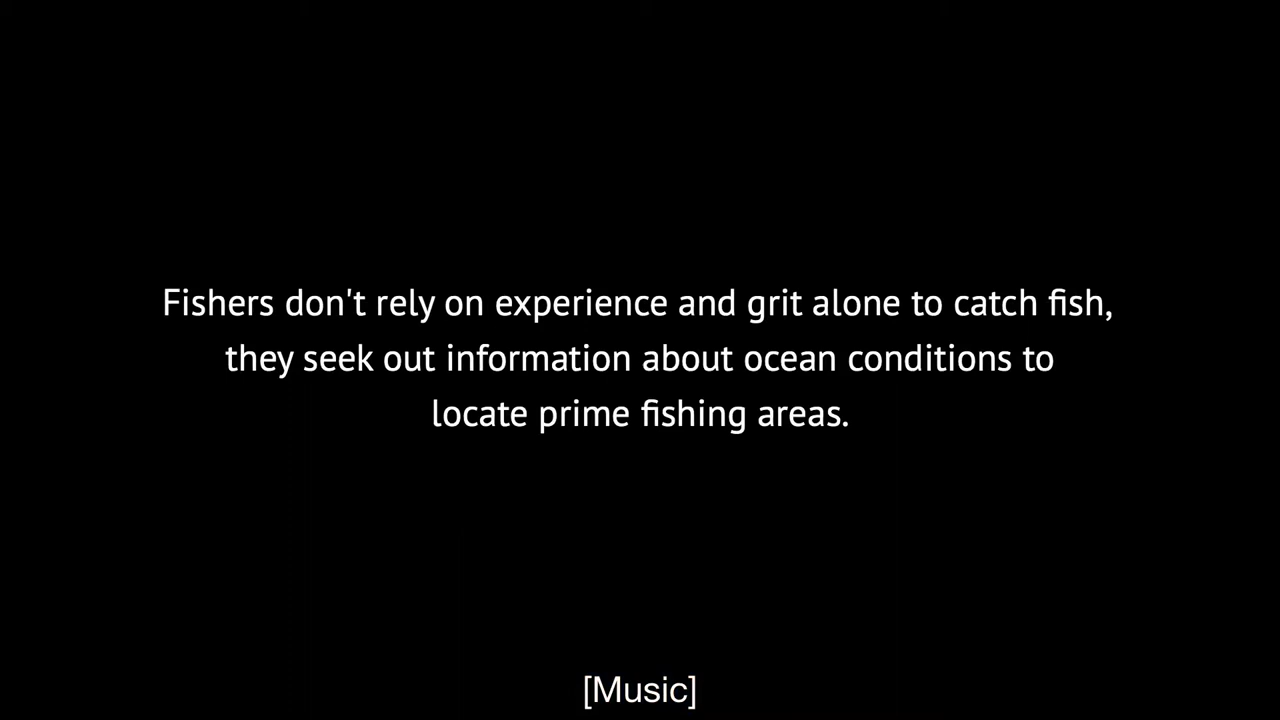 Fishers don't rely on experience and grit alone to catch fish,
they seek out information about ocean conditions to
locate prime fishing areas.
[Music]